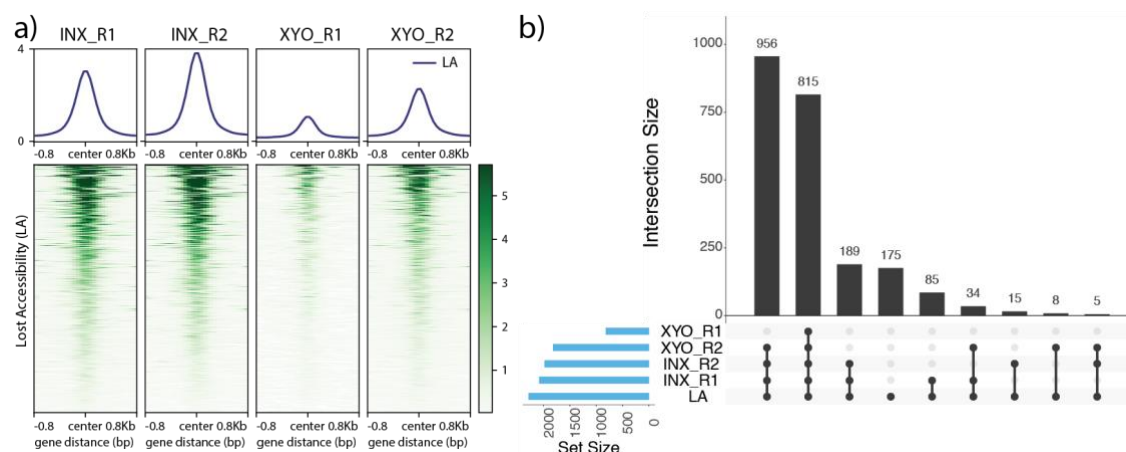 a)
INX_R1 INX_R2 XYO_R1 XYO_R2
4
0
LA
-0.8 center 0.8Kb -0.8 center 0.8Kb -0.8 center 0.8Kb -0.8 center 0.8Kb
Lost Accessibility (LA)
5
4
3
2
1
-0.8 center 0.8Kb -0.8 center 0.8Kb -0.8 center 0.8Kb -0.8 center 0.8Kb
gene distance (bp) gene distance (bp) gene distance (bp) gene distance (bp)
b)
Intersection Size
1000
750
500
250
0
956 815 189 175 85 34 15 8 5
XYO_R1
XYO_R2
INX_R2
INX_R1
LA
2000 1500 1000 500 0
Set Size